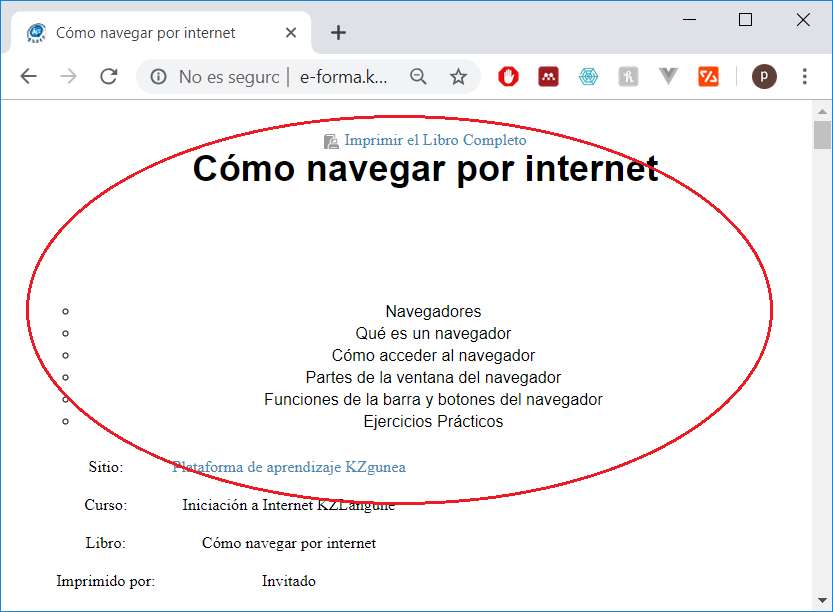 Cómo navegar por internet
No es seguro | e-forma.k...
p
Imprimir el Libro Completo
Cómo navegar por internet
Navegadores
Qué es un navegador
Cómo acceder al navegador
Partes de la ventana del navegador
Funciones de la barra y botones del navegador
Ejercicios Prácticos
Sitio: Plataforma de aprendizaje KZgunea
Curso: Iniciación a Internet KZLangune
Libro: Cómo navegar por internet
Imprimido por: Invitado